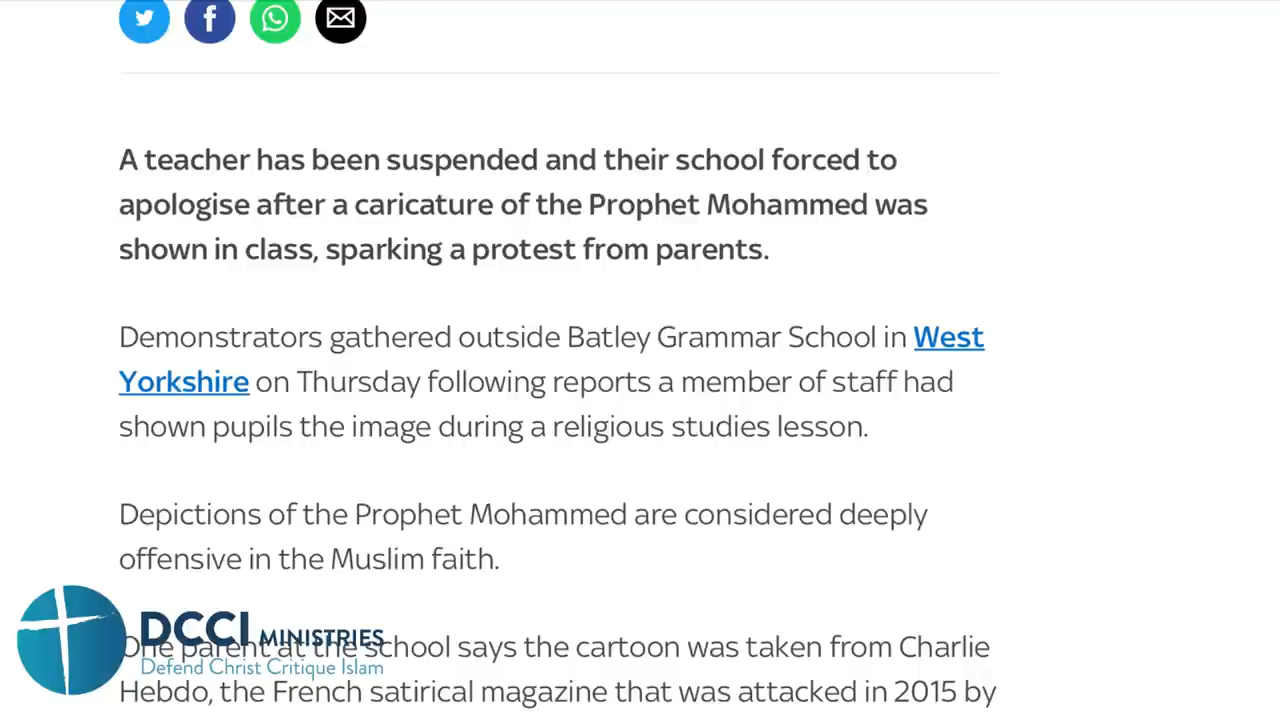 A teacher has been suspended and their school forced to
apologise after a caricature of the Prophet Mohammed was
shown in class, sparking a protest from parents.
Demonstrators gathered outside Batley Grammar School in West
Yorkshire on Thursday following reports a member of staff had
shown pupils the image during a religious studies lesson.
Depictions of the Prophet Mohammed are considered deeply
offensive in the Muslim faith.
DCCI MINISTRIES
One parent at the school says the cartoon was taken from Charlie
Defend Christ Critique Islam
Hebdo, the French satirical magazine that was attacked in 2015 by